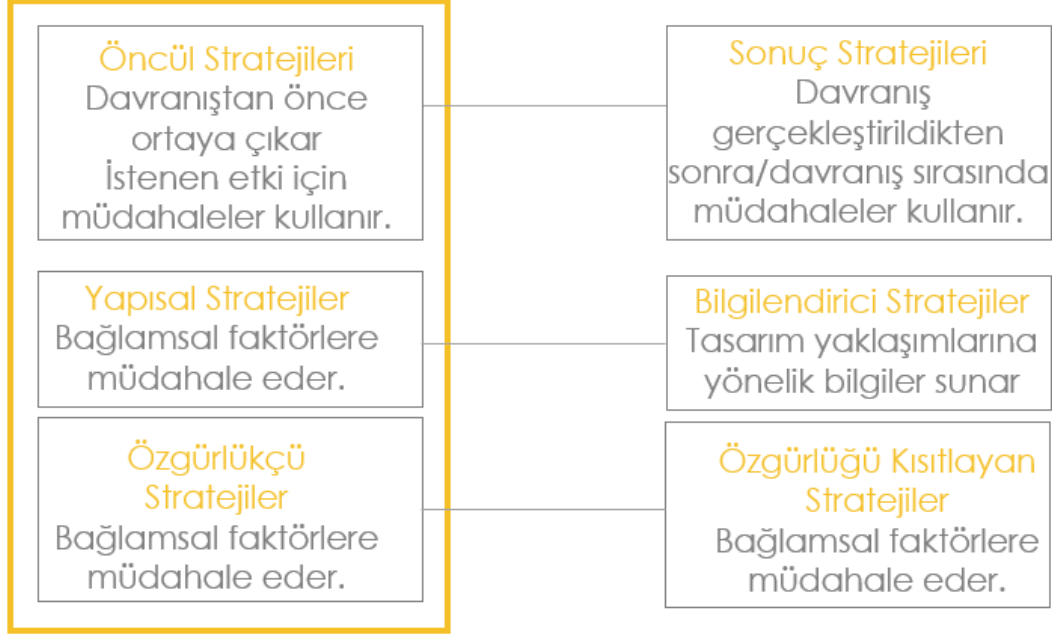 Öncül Stratejileri
Davranıştan önce
ortaya çıkar
İstenen etki için
müdahaleler kullanır.
Sonuç Stratejileri
Davranış
gerçekleştirildikten
sonra/davranış sırasında
müdahaleler kullanır.
Yapısal Stratejiler
Bağlamsal faktörlere
müdahale eder.
Bilgilendirici Stratejiler
Tasarım yaklaşımlarına
yönelik bilgiler sunar
Özgürlükçü
Stratejiler
Bağlamsal faktörlere
müdahale eder.
Özgürlüğü Kısıtlayan
Stratejiler
Bağlamsal faktörlere
müdahale eder.